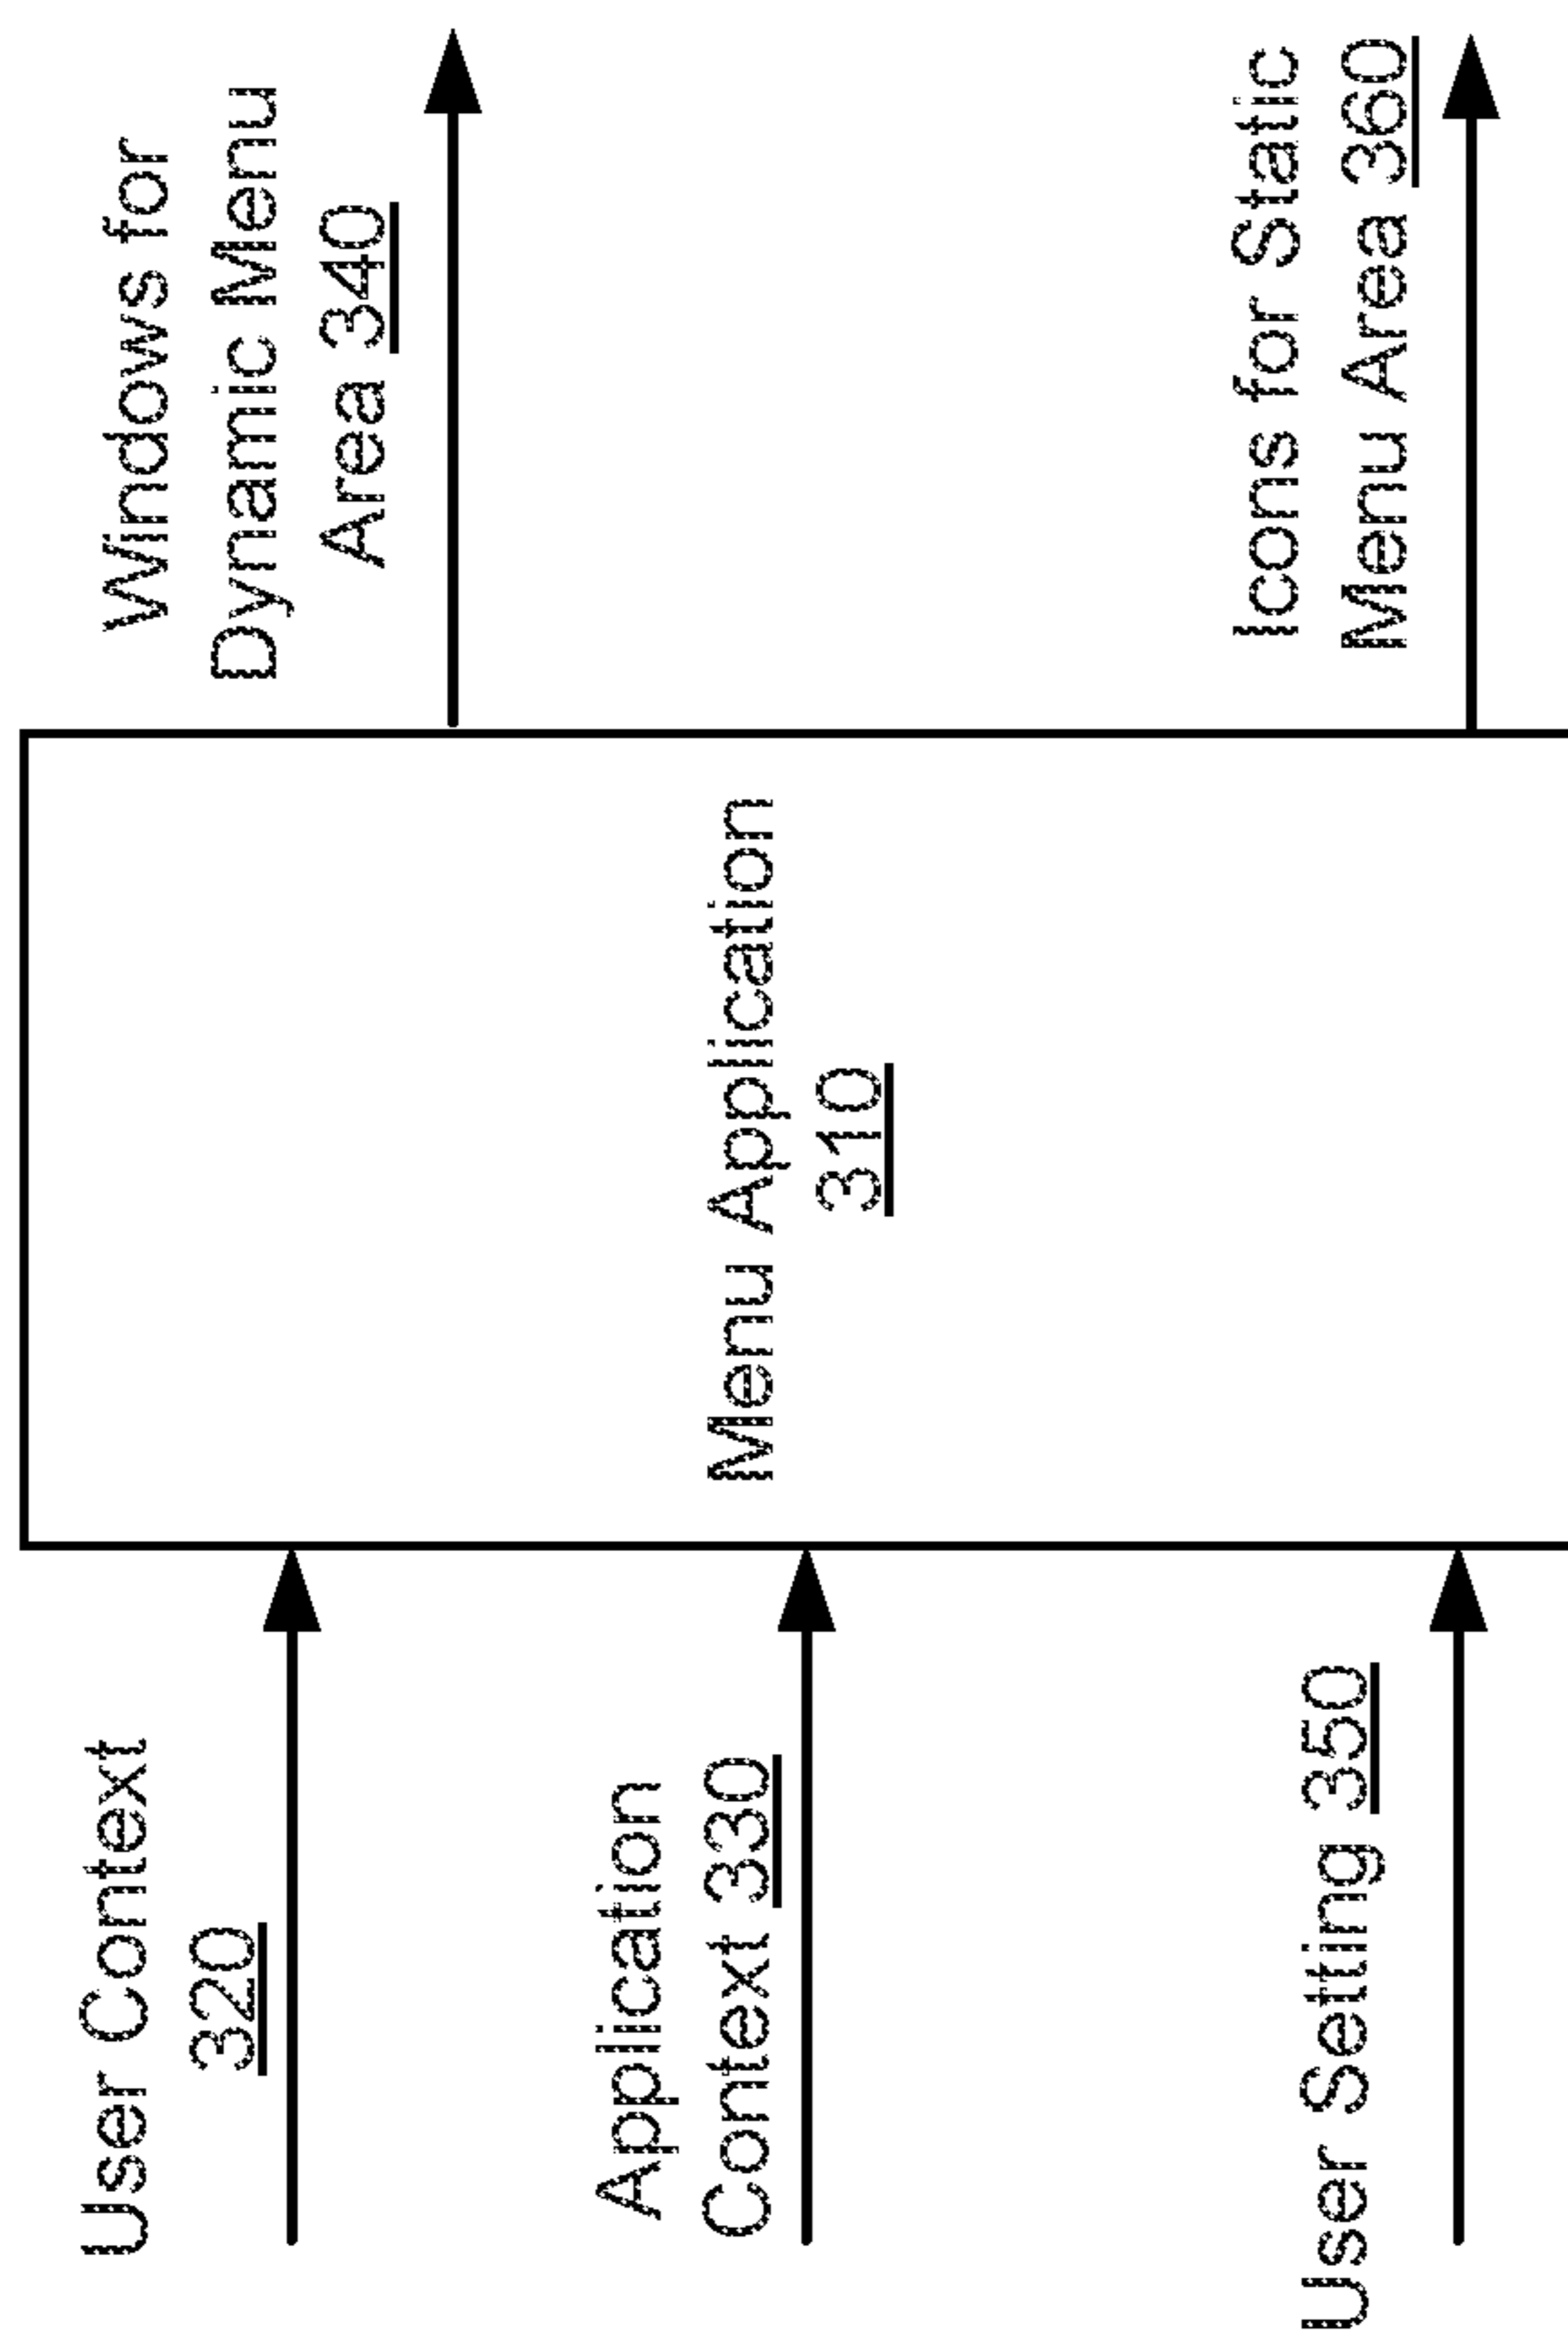 User Context
320
Application
Context 330
User Setting 350
Menu Application
310
Windows for
Dynamic Menu
Area 340
Icons for Static
Menu Area 360